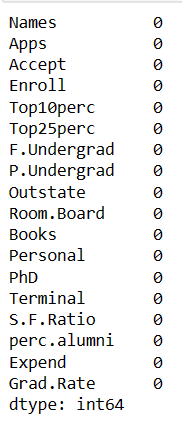 Names 0
Apps 0
Accept 0
Enroll 0
Top10perc 0
Top25perc 0
F.Undergrad 0
P.Undergrad 0
Outstate 0
Room.Board 0
Books 0
Personal 0
PhD 0
Terminal 0
S.F.Ratio 0
perc.alumni 0
Expend 0
Grad.Rate 0
dtype: int64